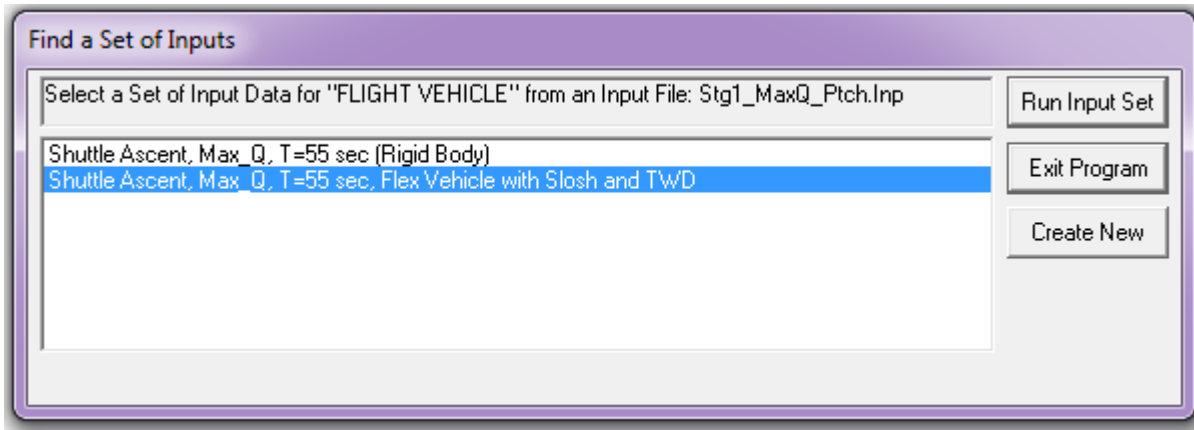 Find a Set of Inputs
Select a Set of Input Data for "FLIGHT VEHICLE" from an Input File: Stg1_MaxQ_Ptch.Inp
Run Input Set
Shuttle Ascent, Max_Q, T=55 sec (Rigid Body)
Shuttle Ascent, Max_Q, T=55 sec, Flex Vehicle with Slosh and TWD
Exit Program
Create New